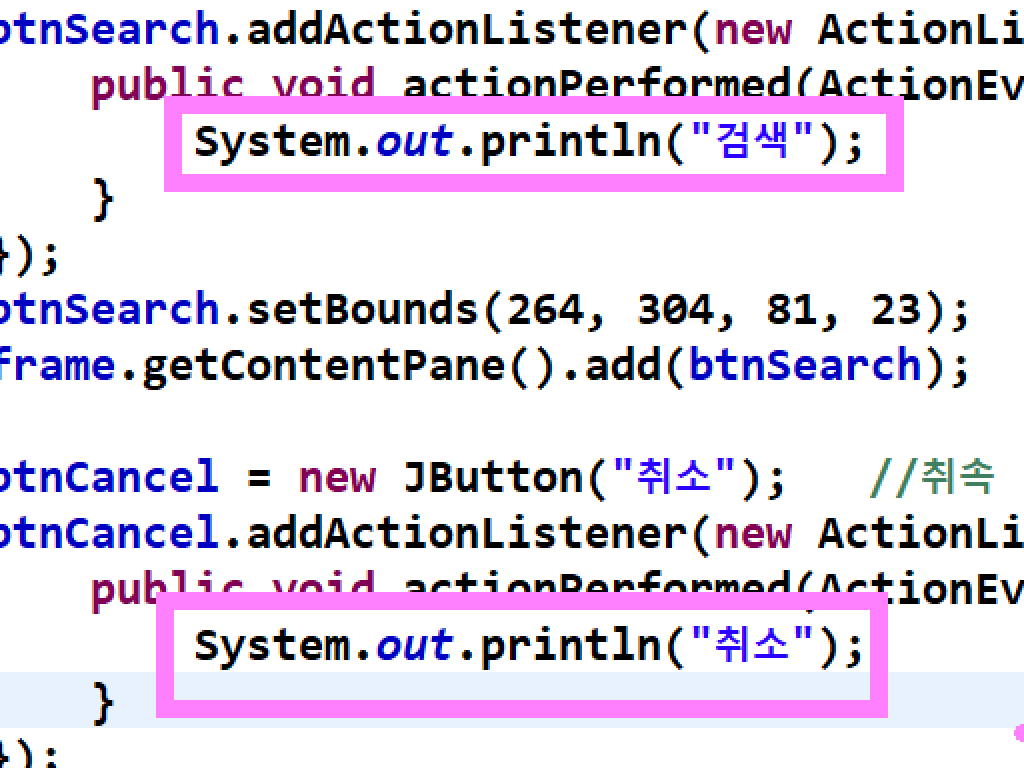 btnSearch.addActionListener(new ActionLi
public void actionPerformed(ActionEv
System.out.println("검색");
}
});
btnSearch.setBounds(264, 304, 81, 23);
frame.getContentPane().add(btnSearch);
btnCancel = new JButton("취소");   //취속
btnCancel.addActionListener(new ActionLi
public void actionPerformed(ActionEv
System.out.println("취소");
}
});